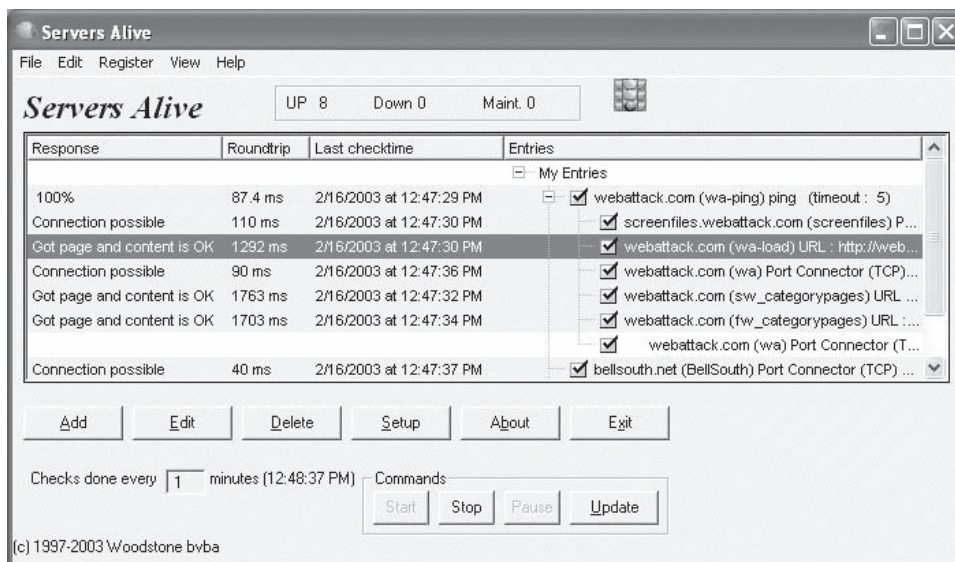 Servers Alive
File Edit Register View Help
Servers Alive UP 8 Down 0 Maint. 0
Response Roundtrip Last checktime Entries
My Entries
100% 87.4 ms 2/16/2003 at 12:47:29 PM webattack.com (wa-ping) ping (timeout : 5)
Connection possible 110 ms 2/16/2003 at 12:47:30 PM screenfiles.webattack.com (screenfiles) P...
Got page and content is OK 1292 ms 2/16/2003 at 12:47:30 PM webattack.com (wa-load) URL : http://web...
Connection possible 90 ms 2/16/2003 at 12:47:36 PM webattack.com (wa) Port Connector (TCP)...
Got page and content is OK 1763 ms 2/16/2003 at 12:47:32 PM webattack.com (sw_categorypages) URL ...
Got page and content is OK 1703 ms 2/16/2003 at 12:47:34 PM webattack.com (fw_categorypages) URL :...
webattack.com (wa) Port Connector (T...
Connection possible 40 ms 2/16/2003 at 12:47:37 PM bellsouth.net (BellSouth) Port Connector (TCP) ...
Add Edit Delete Setup About Exit
Checks done every 1 minutes (12:48:37 PM) Commands
Start Stop Pause Update
(c) 1997-2003 Woodstone bvba